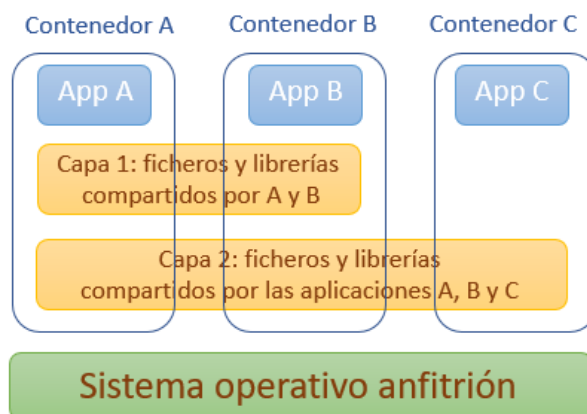 Contenedor A
Contenedor B
Contenedor C
App A
App B
App C
Capa 1: ficheros y librerías
compartidos por A y B
Capa 2: ficheros y librerías
compartidos por las aplicaciones A, B y C
Sistema operativo anfitrión